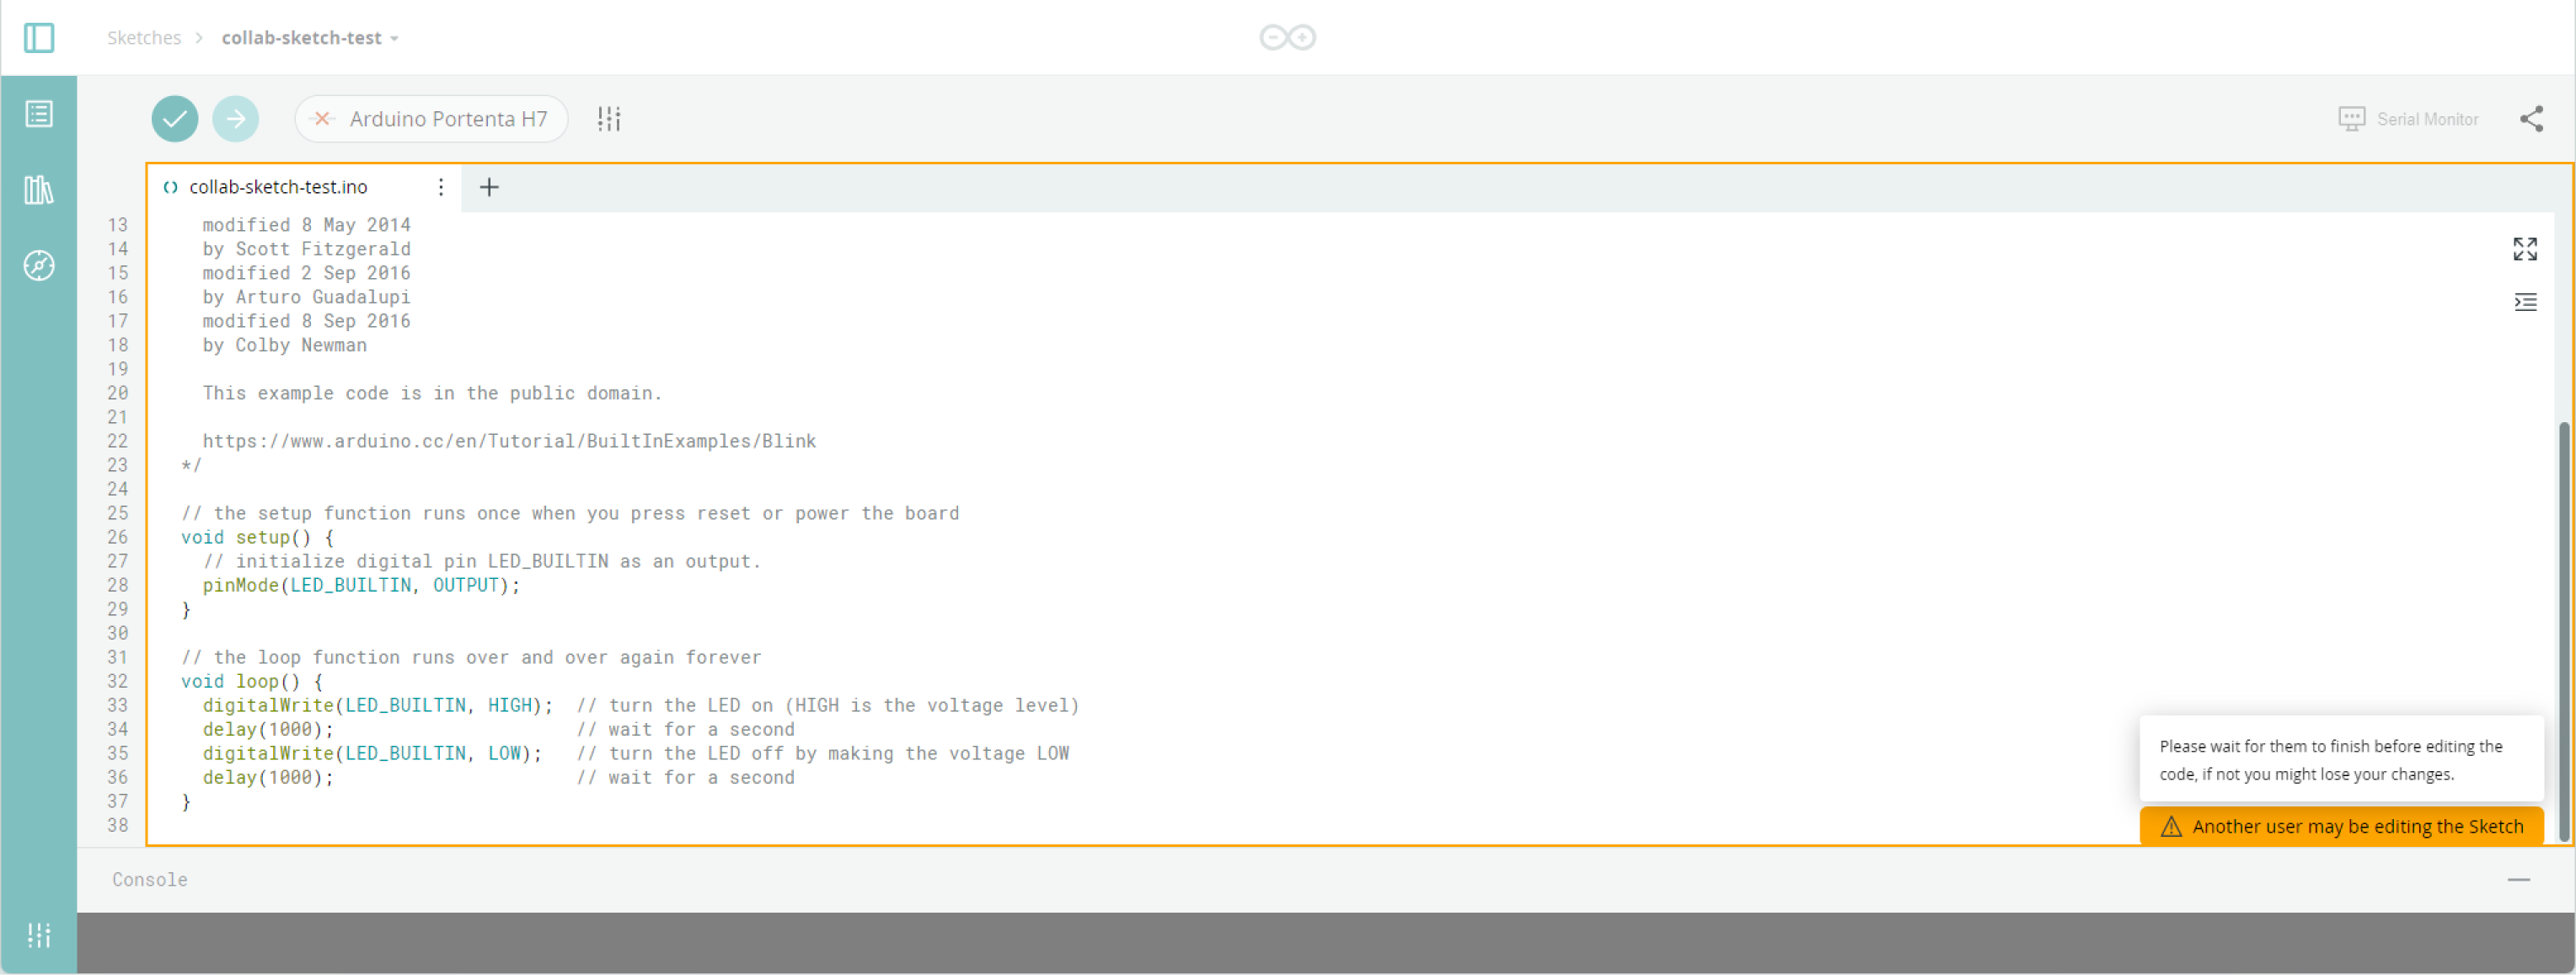 Sketches > collab-sketch-test
Arduino Portenta H7
Serial Monitor
collab-sketch-test.ino
13 modified 8 May 2014
14 by Scott Fitzgerald
15 modified 2 Sep 2016
16 by Arturo Guadalupi
17 modified 8 Sep 2016
18 by Colby Newman
19
20 This example code is in the public domain.
21
22 https://www.arduino.cc/en/Tutorial/BuiltInExamples/Blink
23 */
24
25 // the setup function runs once when you press reset or power the board
26 void setup() {
27 // initialize digital pin LED_BUILTIN as an output.
28 pinMode(LED_BUILTIN, OUTPUT);
29 }
30
31 // the loop function runs over and over again forever
32 void loop() {
33 digitalWrite(LED_BUILTIN, HIGH); // turn the LED on (HIGH is the voltage level)
34 delay(1000); // wait for a second
35 digitalWrite(LED_BUILTIN, LOW); // turn the LED off by making the voltage LOW
36 delay(1000); // wait for a second
37 }
38
Please wait for them to finish before editing the
code, if not you might lose your changes.
Another user may be editing the Sketch
Console